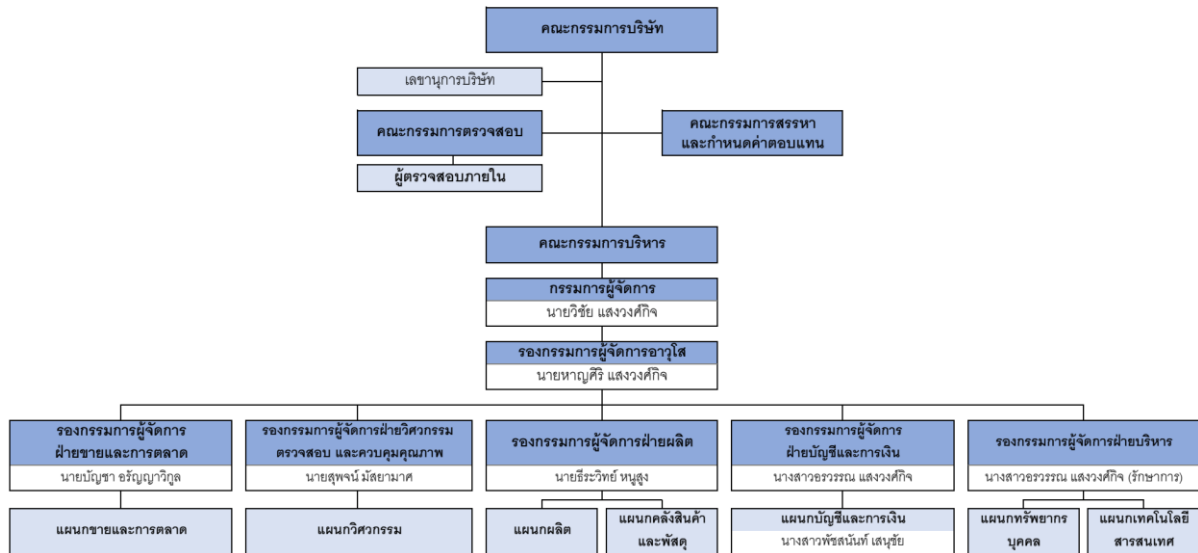 คณะกรรมการบริษัท
เลขานุการบริษัท
คณะกรรมการตรวจสอบ
คณะกรรมการสรรหา
และกำหนดค่าตอบแทน
ผู้ตรวจสอบภายใน
คณะกรรมการบริหาร
กรรมการผู้จัดการ
นายวิชัย แสงวงศ์กิจ
รองกรรมการผู้จัดการอาวุโส
นายหาญศิริ แสงวงศ์กิจ
รองกรรมการผู้จัดการ
ฝ่ายขายและการตลาด
นายบัญชา อรัญญาวิกูล
รองกรรมการผู้จัดการฝ่ายวิศวกรรม
ตรวจสอบ และควบคุมคุณภาพ
นายสุพจน์ มัสยามาศ
รองกรรมการผู้จัดการฝ่ายผลิต
นายธีระวิทย์ หนูสูง
รองกรรมการผู้จัดการ
ฝ่ายบัญชีและการเงิน
นางสาวอรวรรณ แสงวงศ์กิจ
รองกรรมการผู้จัดการฝ่ายบริหาร
นางสาวอรวรรณ แสงวงศ์กิจ (รักษาการ)
แผนกขายและการตลาด
แผนกวิศวกรรม
แผนกผลิต
แผนกคลังสินค้า
และพัสดุ
แผนกบัญชีและการเงิน
นางสาวพัชสนันท์ เสนุชัย
แผนกทรัพยากร
บุคคล
แผนกเทคโนโลยี
สารสนเทศ